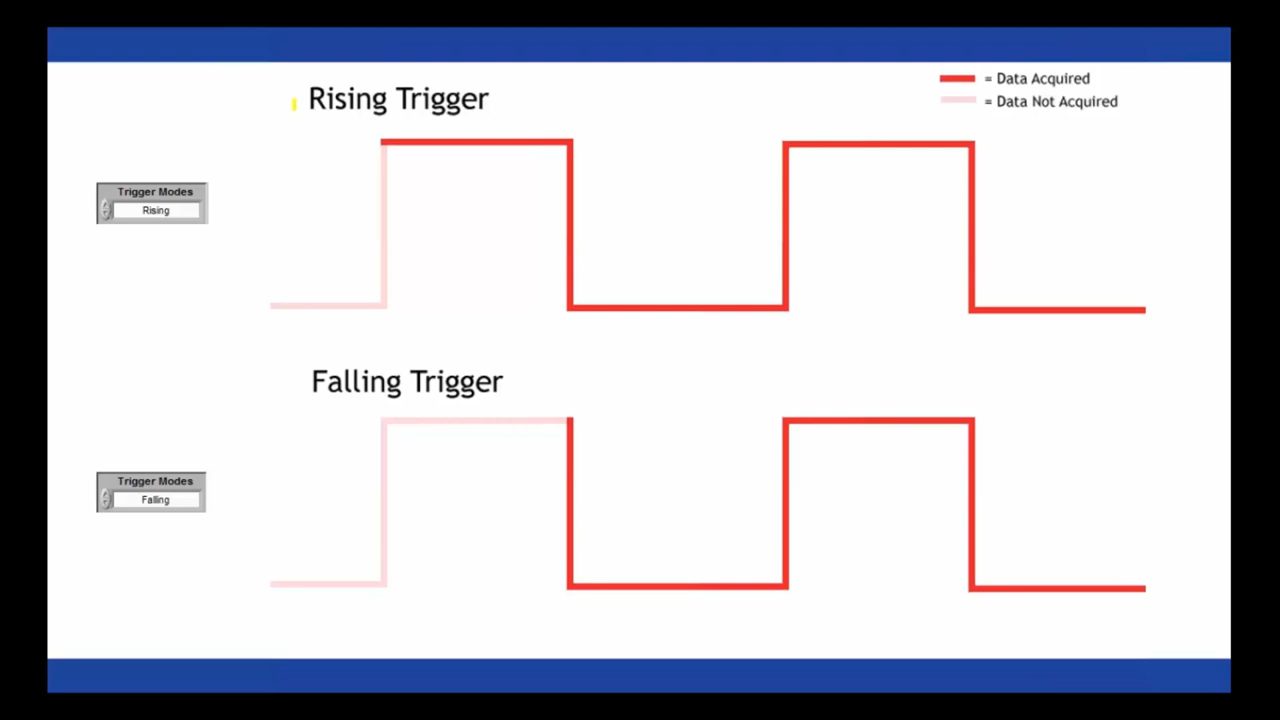 Rising Trigger
= Data Acquired
= Data Not Acquired
Trigger Modes
Rising
Falling Trigger
Trigger Modes
Falling